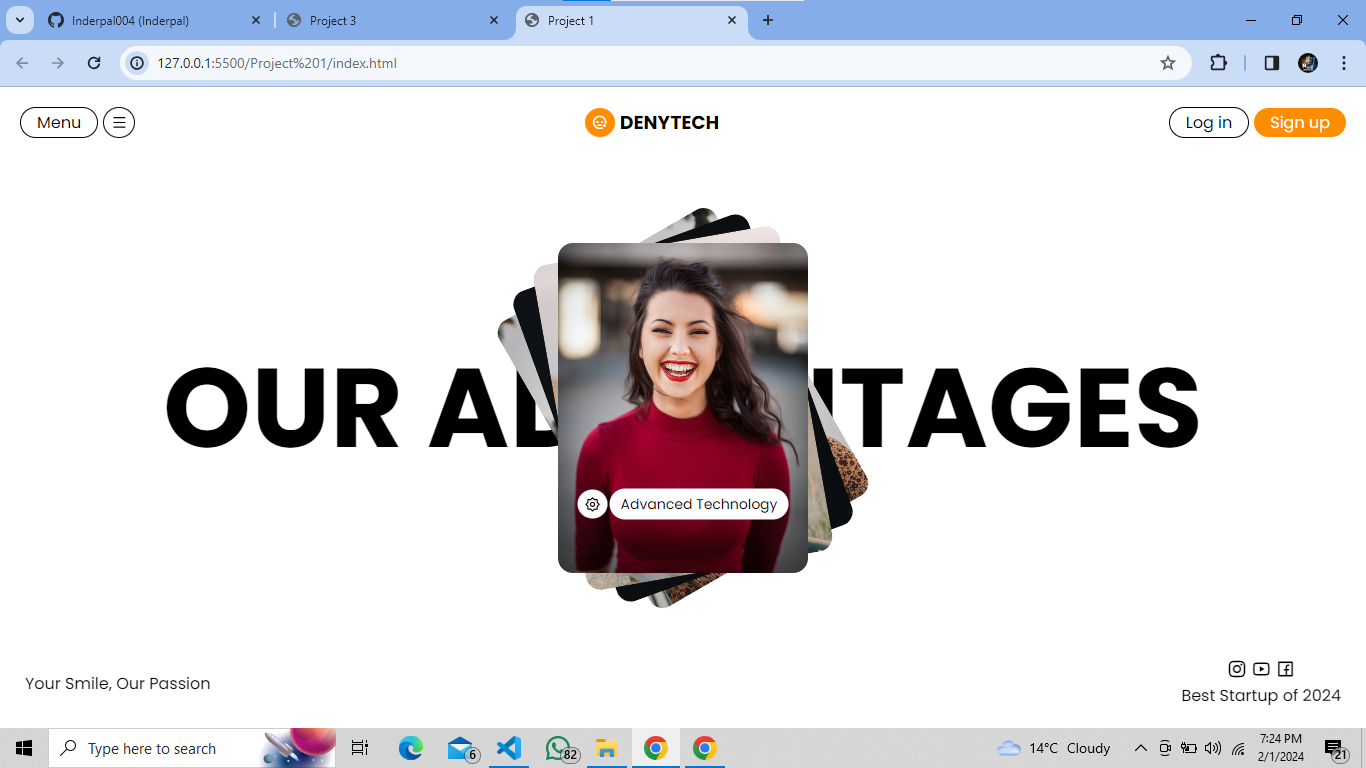 Inderpal004 (Inderpal)
Project 3
Project 1
127.0.0.1:5500/Project%201/index.html
Menu
DENYTECH
Log in
Sign up
OUR AD NTAGES
Advanced Technology
Your Smile, Our Passion
Best Startup of 2024
Type here to search
6
82
14°C Cloudy
7:24 PM
2/1/2024
21